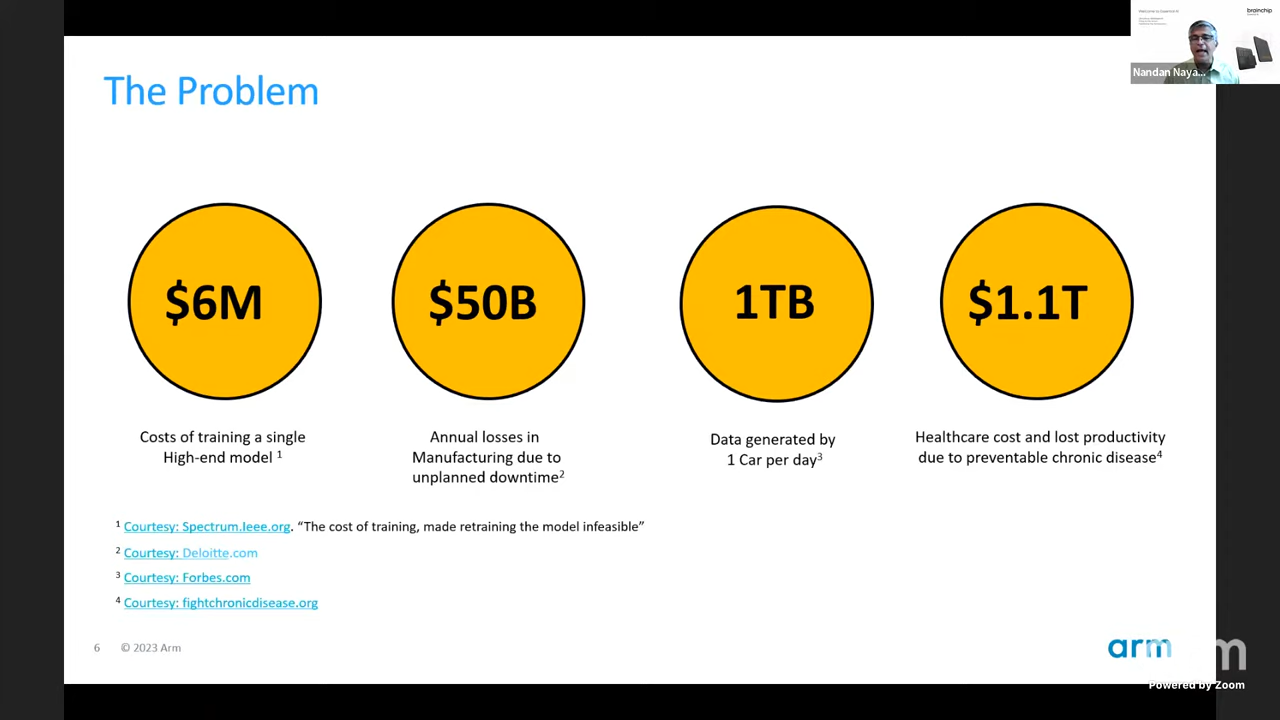 The Problem
brainchip
Nandan Naya...
$6M
$50B
1TB
$1.1T
Costs of training a single
High-end model 1
Annual losses in
Manufacturing due to
unplanned downtime2
Data generated by
1 Car per day3
Healthcare cost and lost productivity
due to preventable chronic disease4
1 Courtesy: Spectrum.Ieee.org. “The cost of training, made retraining the model infeasible”
2 Courtesy: Deloitte.com
3 Courtesy: Forbes.com
4 Courtesy: fightchronicdisease.org
6 © 2023 Arm
arm
m
Powered by Zoom